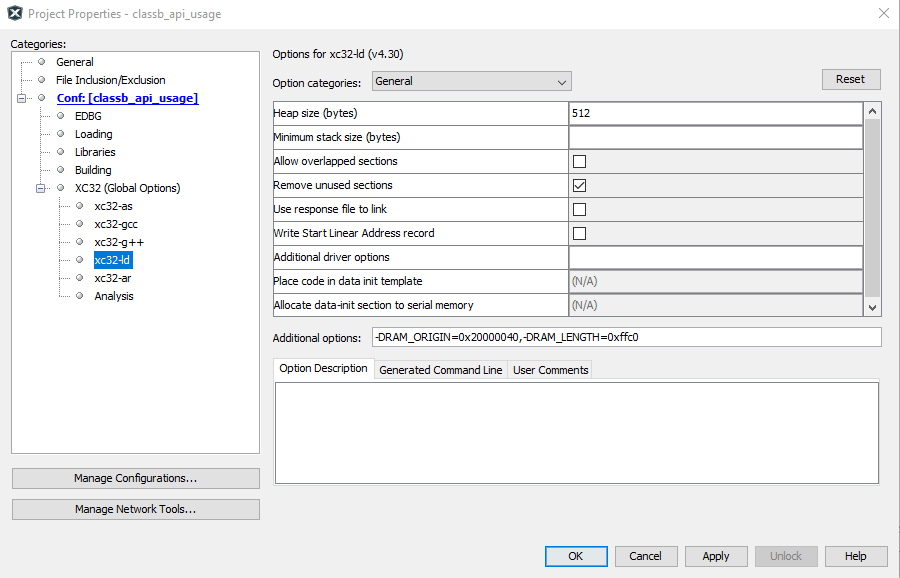 Project Properties - classb_api_usage
Categories:
General
File Inclusion/Exclusion
Conf: [classb_api_usage]
EDBG
Loading
Libraries
Building
XC32 (Global Options)
xc32-as
xc32-gcc
xc32-g++
xc32-ld
xc32-ar
Analysis
Manage Configurations...
Manage Network Tools...
Options for xc32-ld (v4.30)
Option categories: General Reset
Heap size (bytes) 512
Minimum stack size (bytes)
Allow overlapped sections
Remove unused sections
Use response file to link
Write Start Linear Address record
Additional driver options
Place code in data init template (N/A)
Allocate data-init section to serial memory (N/A)
Additional options: -DRAM_ORIGIN=0x20000040,-DRAM_LENGTH=0xffc0
Option Description Generated Command Line User Comments
OK Cancel Apply Unlock Help